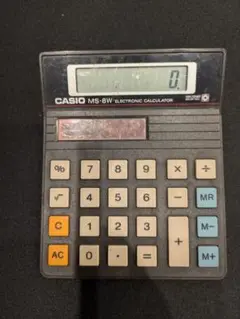 0.
CASIO MS-8W ELECTRONIC CALCULATOR
% 7 8 9 × ÷
√ 4 5 6 − MR
C 1 2 3 + M−
AC 0 · = M+